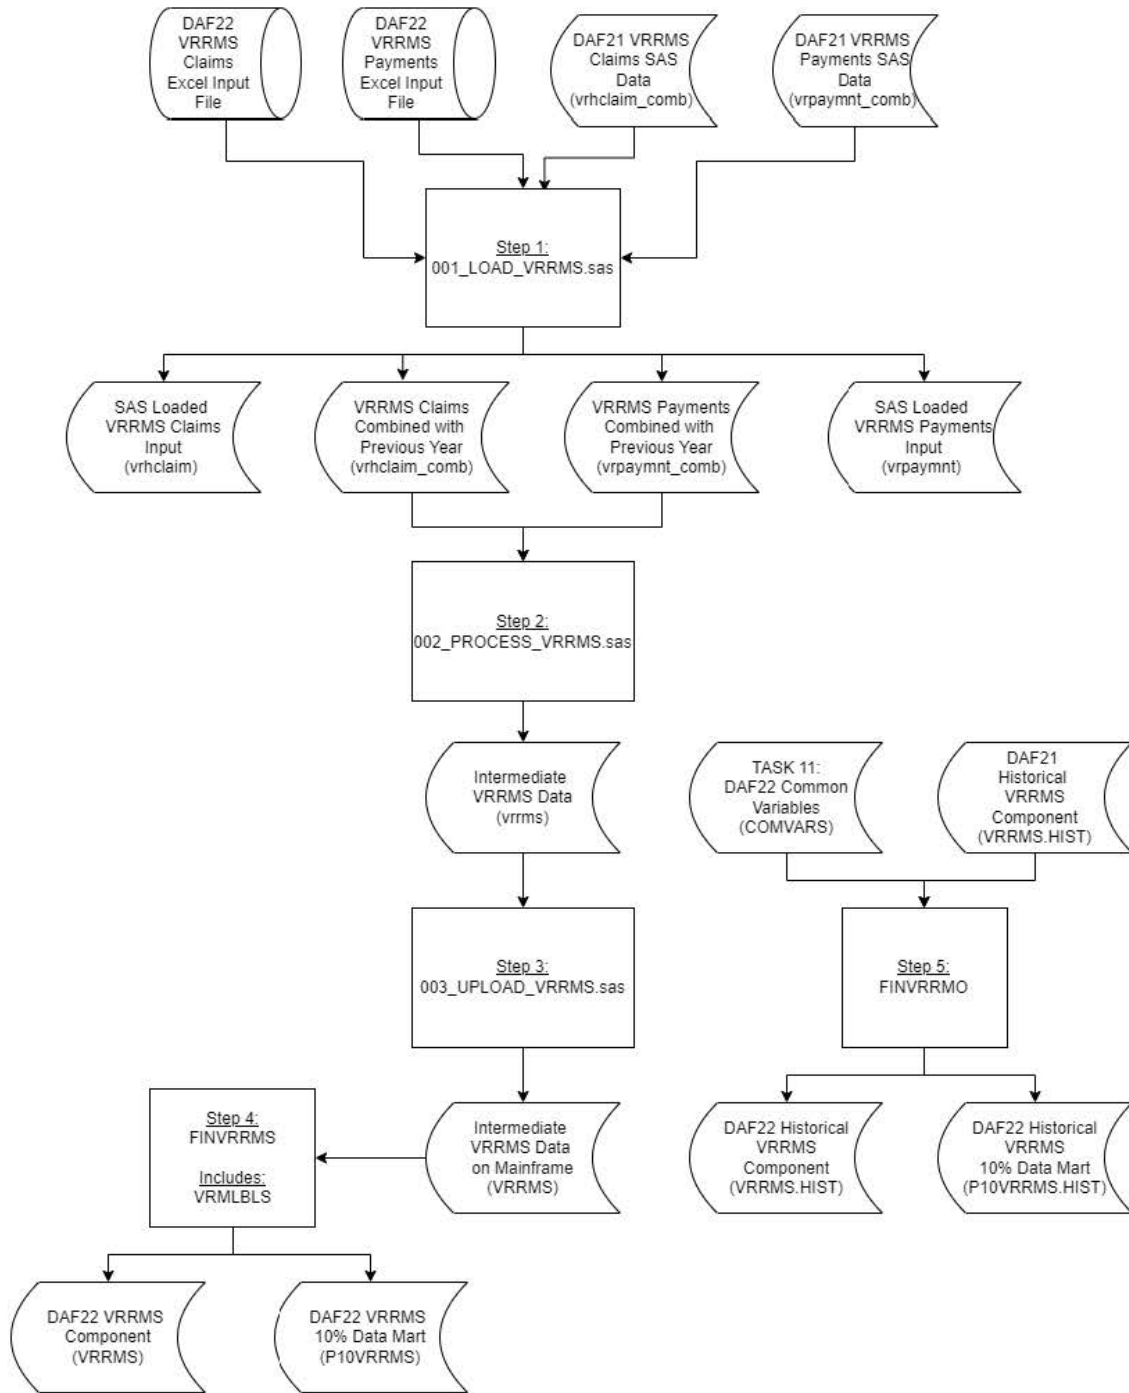 DAF22
VRRMS
Claims
Excel Input
File
DAF22
VRRMS
Payments
Excel Input
File
DAF21 VRRMS
Claims SAS
Data
(vrhclaim_comb)
DAF21 VRRMS
Payments SAS
Data
(vrpaymnt_comb)
Step 1:
001_LOAD_VRRMS.sas
SAS Loaded
VRRMS Claims
Input
(vrhclaim)
VRRMS Claims
Combined with
Previous Year
(vrhclaim_comb)
VRRMS Payments
Combined with
Previous Year
(vrpaymnt_comb)
SAS Loaded
VRRMS Payments
Input
(vrpaymnt)
Step 2:
002_PROCESS_VRRMS.sas
Intermediate
VRRMS Data
(vrrms)
TASK 11:
DAF22 Common
Variables
(COMVARS)
DAF21
Historical
VRRMS
Component
(VRRMS.HIST)
Step 3:
003_UPLOAD_VRRMS.sas
Step 5:
FINVRRMO
Step 4:
FINVRRMS
Includes:
VRMLBLS
Intermediate
VRRMS Data
on Mainframe
(VRRMS)
DAF22 Historical
VRRMS
Component
(VRRMS.HIST)
DAF22 Historical
VRRMS
10% Data Mart
(P10VRRMS.HIST)
DAF22 VRRMS
Component
(VRRMS)
DAF22 VRRMS
10% Data Mart
(P10VRRMS)